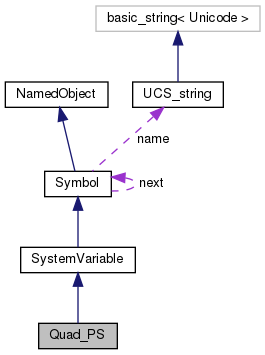 basic_string< Unicode >
NamedObject
UCS_string
name
Symbol
next
SystemVariable
Quad_PS